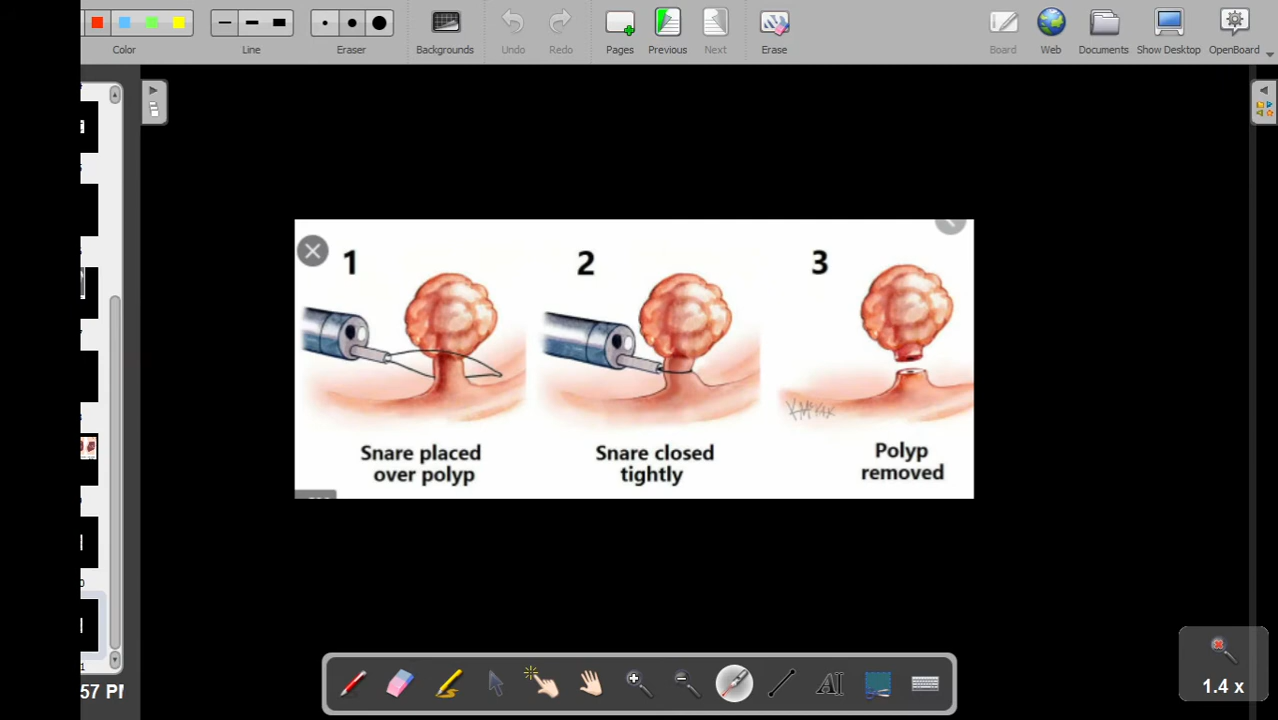 Color
Line
Eraser
Backgrounds
Undo
Redo
Pages
Previous
Next
Erase
Board
Web
Documents
Show Desktop
OpenBoard
1
2
3
Snare placed
over polyp
Snare closed
tightly
Polyp
removed
57
1.4 x